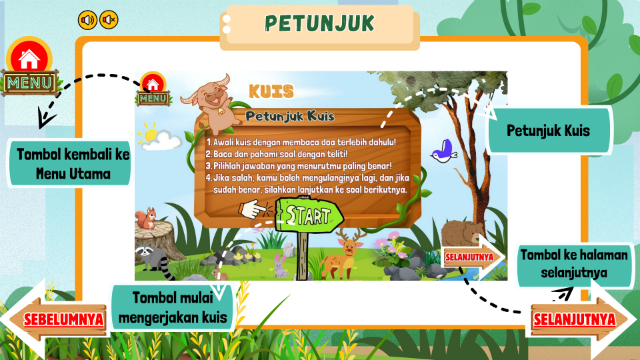 PETUNJUK
MENU
MENU
KUIS
Petunjuk Kuis
1. Awali kuis dengan membaca doa terlebih dahulu!
2. Baca dan pahami soal dengan teliti!
3. Pilihlah jawaban yang menurutmu paling benar!
4. Jika salah, kamu boleh mengulanginya lagi, dan jika
sudah benar, silahkan lanjutkan ke soal berikutnya.
START
SELANJUTNYA
Tombol kembali ke
Menu Utama
Petunjuk Kuis
Tombol ke halaman
selanjutnya
Tombol mulai
mengerjakan kuis
SEBELUMNYA
SELANJUTNYA